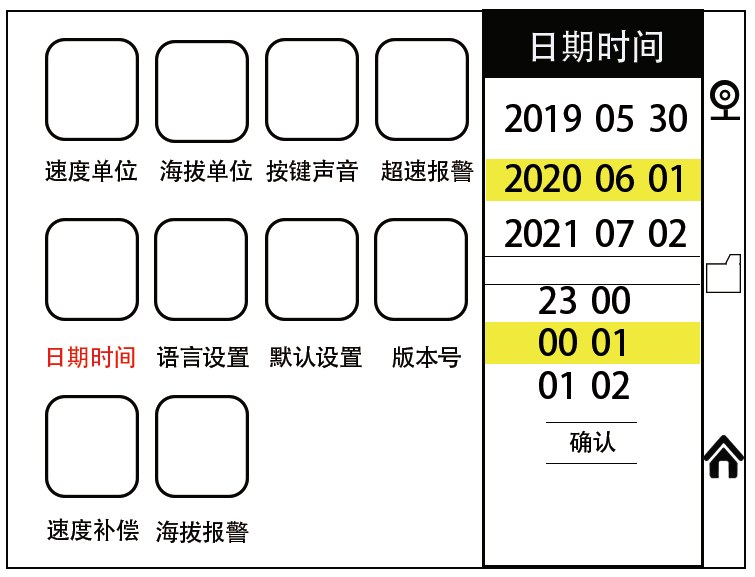 速度单位 海拔单位 按键声音 超速报警
日期时间 语言设置 默认设置 版本号
速度补偿 海拔报警
日期时间
2019 05 30
2020 06 01
2021 07 02
23 00
00 01
01 02
确认